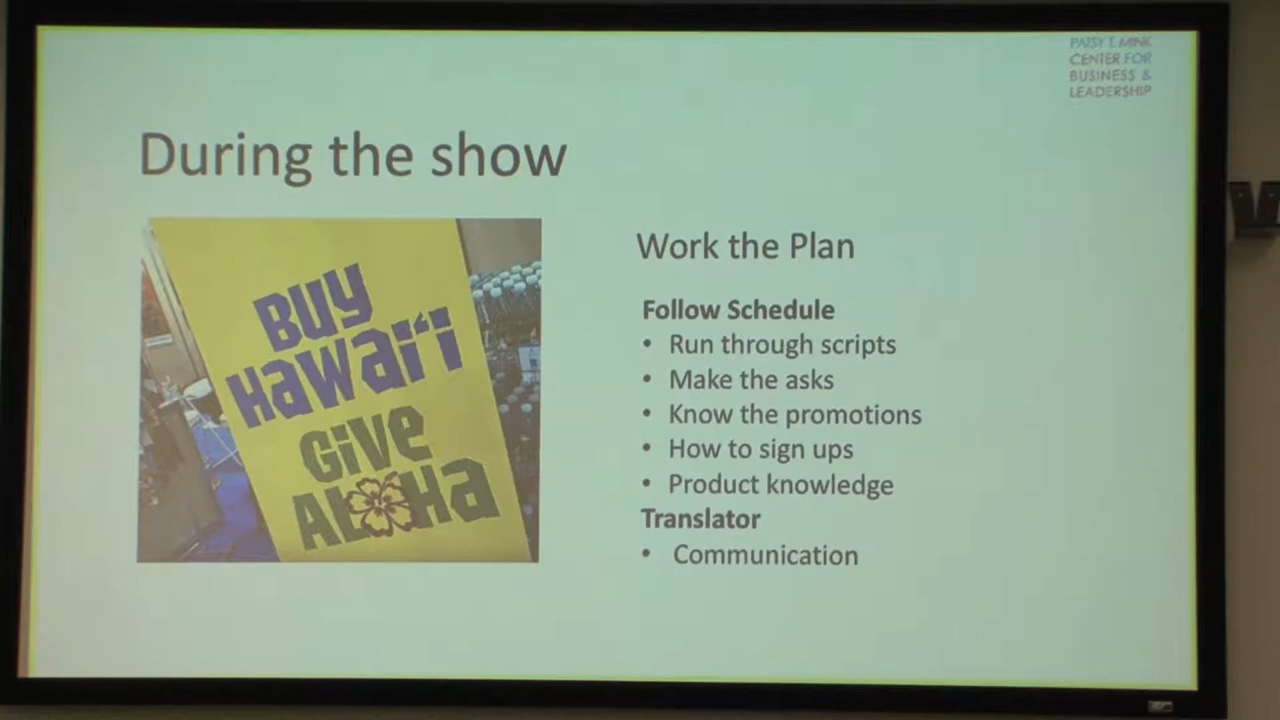 PATSY T. MINK
CENTER FOR
BUSINESS &
LEADERSHIP
During the show
BUY
HAWAI‘I
GIVE
ALOHA
Work the Plan
Follow Schedule
• Run through scripts
• Make the asks
• Know the promotions
• How to sign ups
• Product knowledge
Translator
• Communication